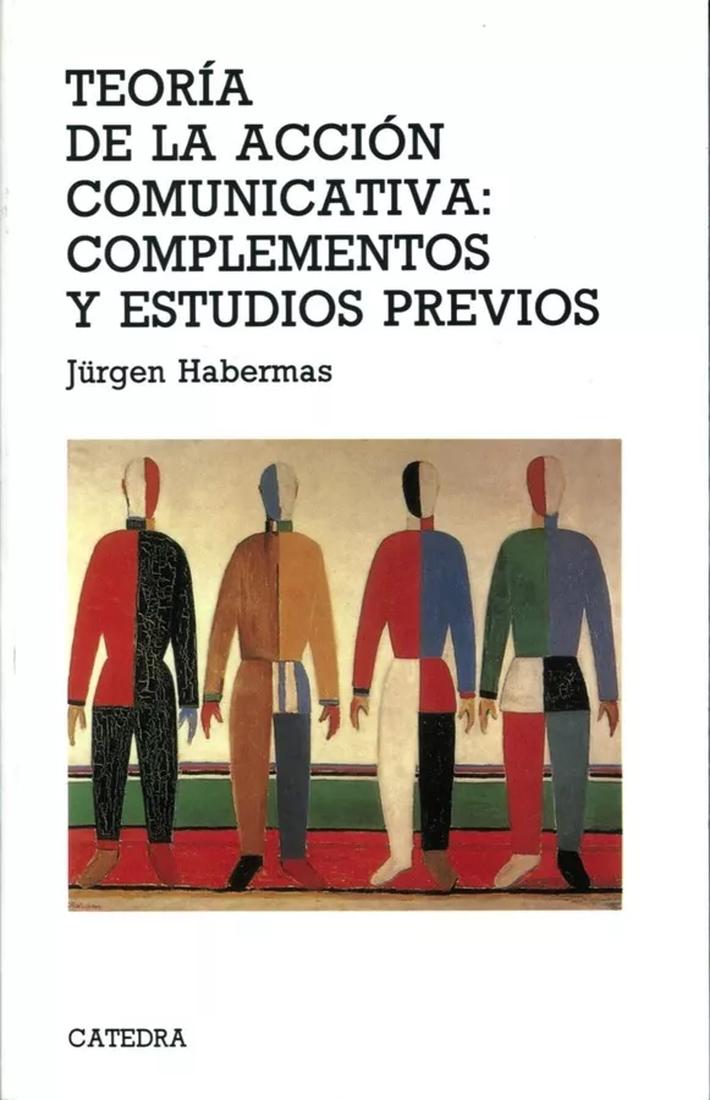 TEORÍA
DE LA ACCIÓN
COMUNICATIVA:
COMPLEMENTOS
Y ESTUDIOS PREVIOS
Jürgen Habermas
CATEDRA